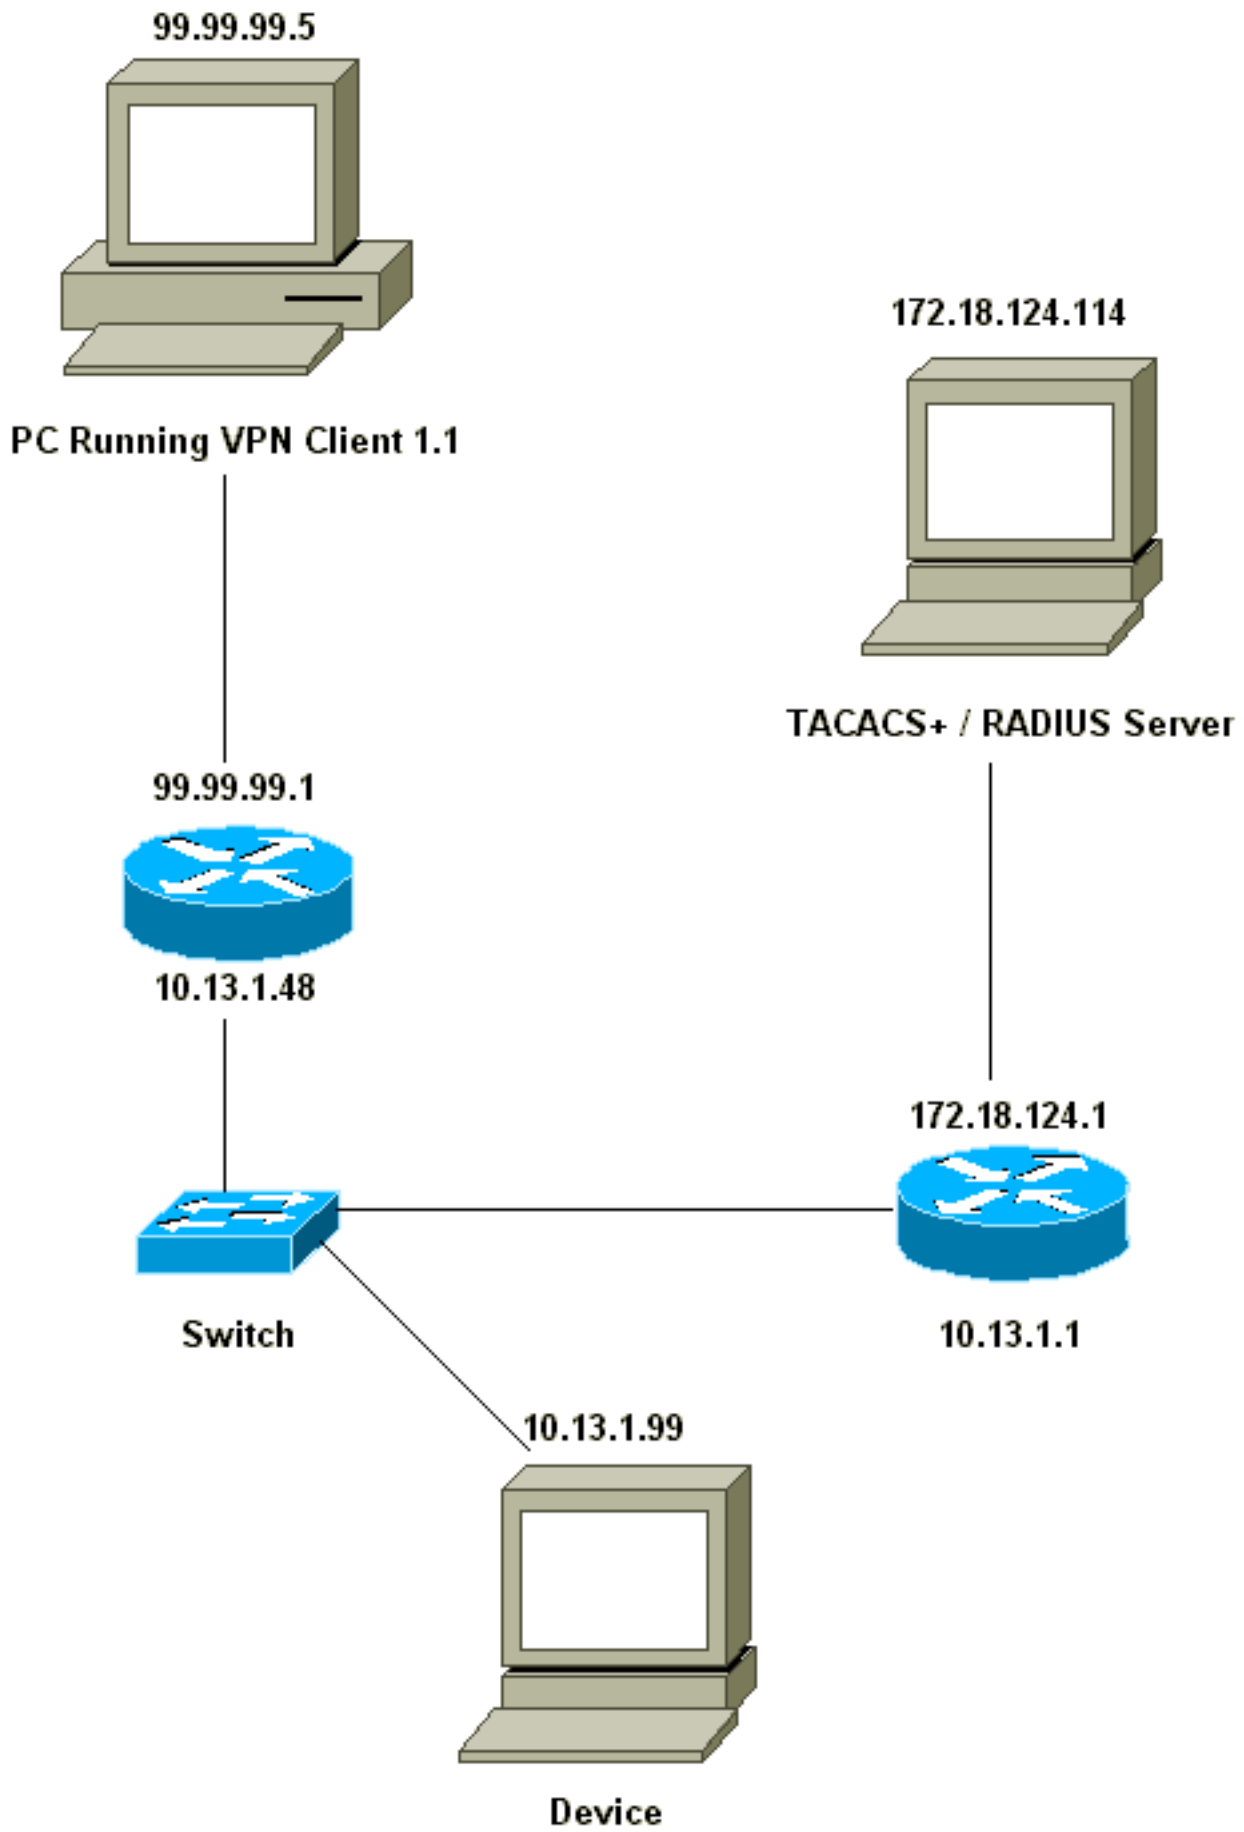 99.99.99.5
172.18.124.114
PC Running VPN Client 1.1
TACACS+ / RADIUS Server
99.99.99.1
10.13.1.48
172.18.124.1
Switch
10.13.1.1
10.13.1.99
Device